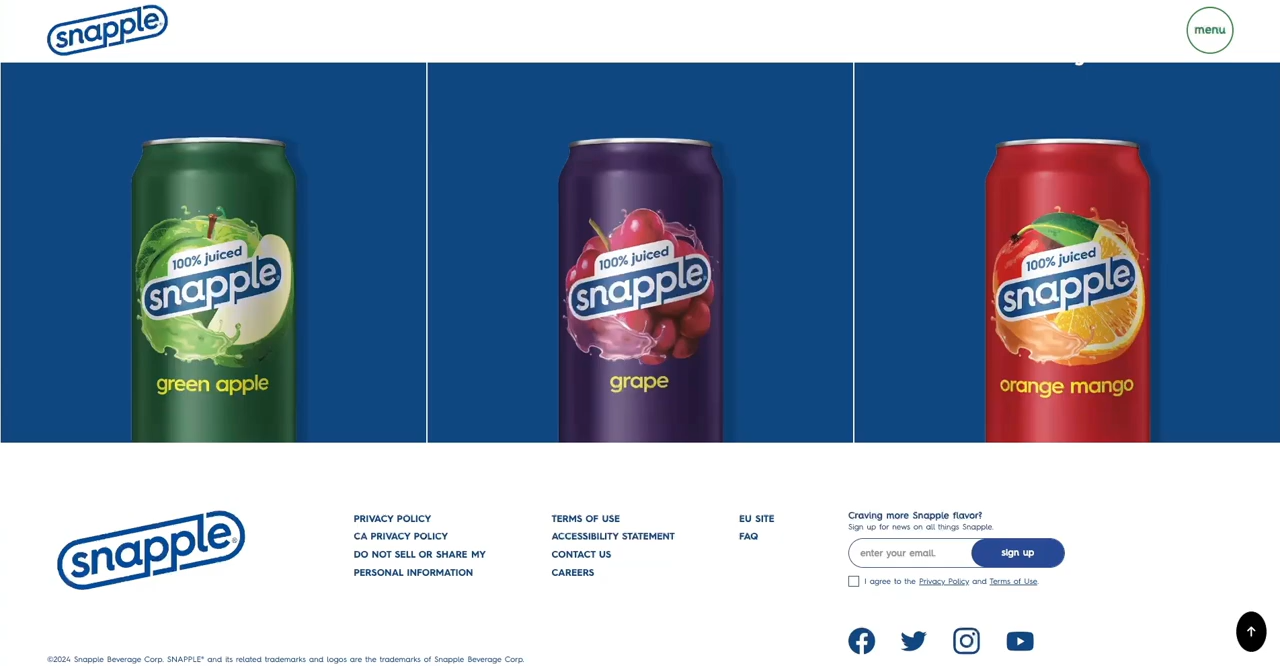 snapple
menu
100% juiced
snapple
green apple
100% juiced
snapple
grape
100% juiced
snapple
orange mango
snapple®
PRIVACY POLICY
CA PRIVACY POLICY
DO NOT SELL OR SHARE MY
PERSONAL INFORMATION
TERMS OF USE
ACCESSIBILITY STATEMENT
CONTACT US
CAREERS
EU SITE
FAQ
Craving more Snapple flavor?
Sign up for news on all things Snapple.
enter your email.
sign up
I agree to the Privacy Policy and Terms of Use.
©2024 Snapple Beverage Corp. SNAPPLE® and its related trademarks and logos are the trademarks of Snapple Beverage Corp.